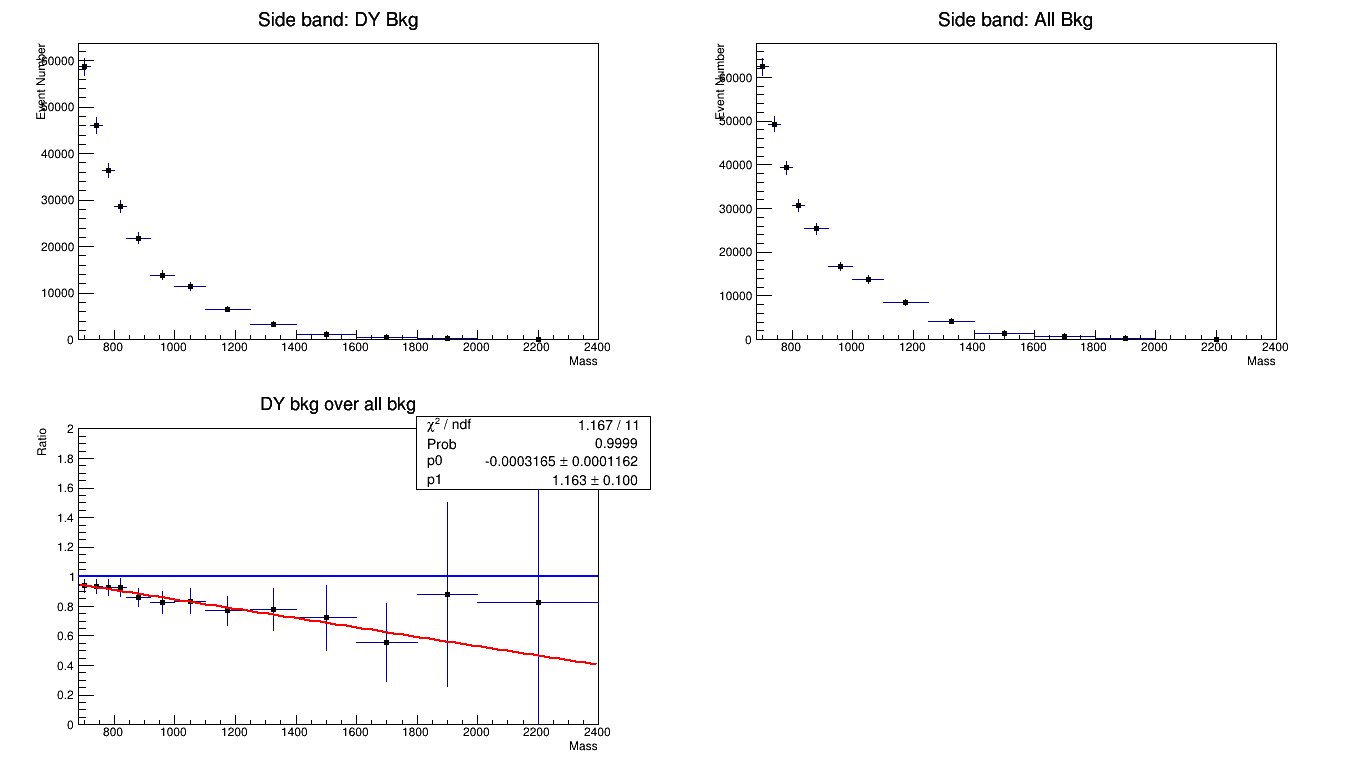 Side band: DY Bkg
Event Number
60000
50000
40000
30000
20000
10000
0
800 1000 1200 1400 1600 1800 2000 2200 2400
Mass
Side band: All Bkg
Event Number
60000
50000
40000
30000
20000
10000
0
800 1000 1200 1400 1600 1800 2000 2200 2400
Mass
DY bkg over all bkg
χ² / ndf 1.167 / 11
Prob 0.9999
p0 -0.0003165 ± 0.0001162
p1 1.163 ± 0.100
Ratio
2
1.8
1.6
1.4
1.2
1
0.8
0.6
0.4
0.2
0
800 1000 1200 1400 1600 1800 2000 2200 2400
Mass